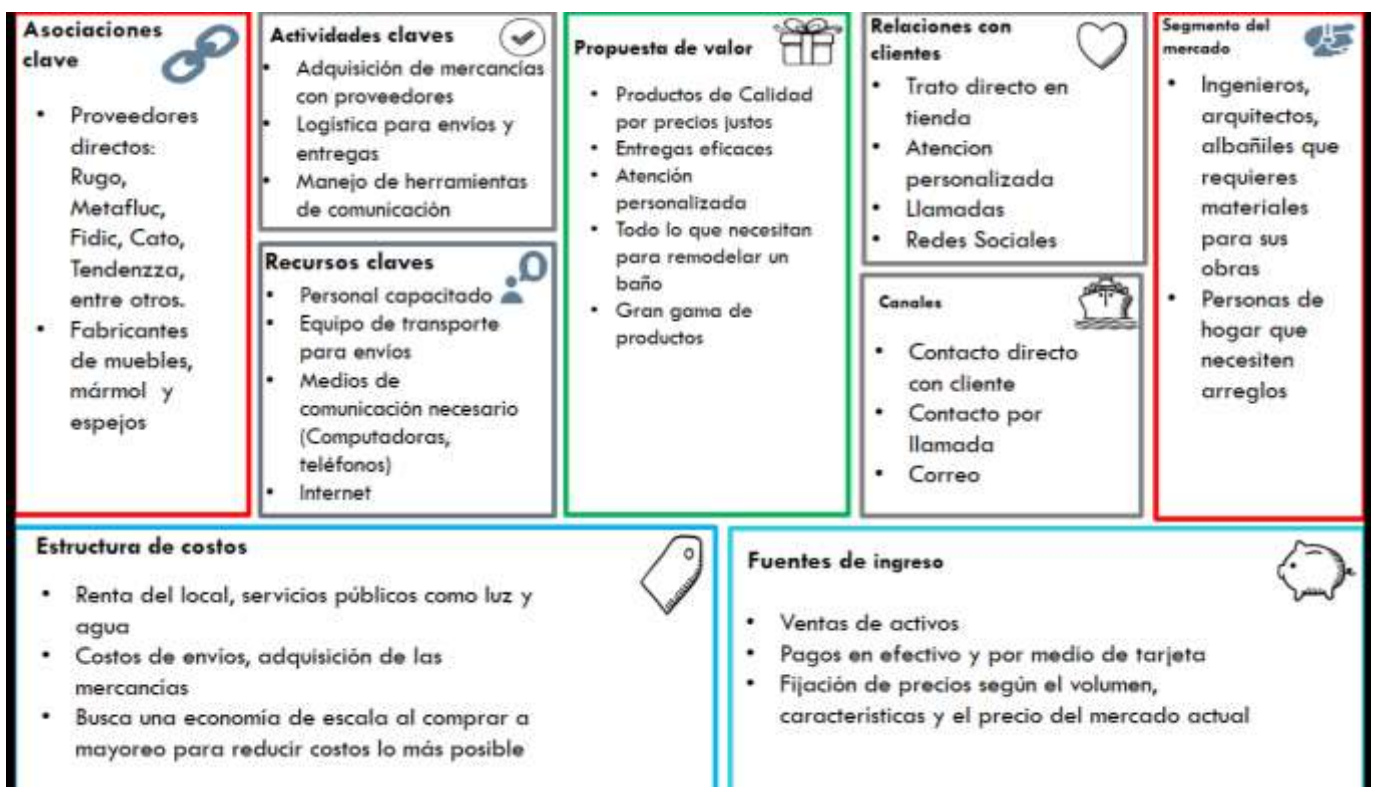 Asociaciones
clave
• Proveedores
directos:
Rugo,
Metafluc,
Fidic, Cato,
Tendenzza,
entre otros.
• Fabricantes
de muebles,
mármol y
espejos
Actividades claves
• Adquisición de mercancías
con proveedores
• Logística para envíos y
entregas
• Manejo de herramientas
de comunicación
Recursos claves
• Personal capacitado
• Equipo de transporte
para envíos
• Medios de
comunicación necesario
(Computadoras,
teléfonos)
• Internet
Propuesta de valor
• Productos de Calidad
por precios justos
• Entregas eficaces
• Atención
personalizada
• Todo lo que necesitan
para remodelar un
baño
• Gran gama de
productos
Relaciones con
clientes
• Trato directo en
tienda
• Atencion
personalizada
• Llamadas
• Redes Sociales
Canales
• Contacto directo
con cliente
• Contacto por
llamada
• Correo
Segmento del
mercado
• Ingenieros,
arquitectos,
albañiles que
requieres
materiales
para sus
obras
• Personas de
hogar que
necesiten
arreglos
Estructura de costos
• Renta del local, servicios públicos como luz y
agua
• Costos de envíos, adquisición de las
mercancías
• Busca una economía de escala al comprar a
mayoreo para reducir costos lo más posible
Fuentes de ingreso
• Ventas de activos
• Pagos en efectivo y por medio de tarjeta
• Fijación de precios según el volumen,
características y el precio del mercado actual